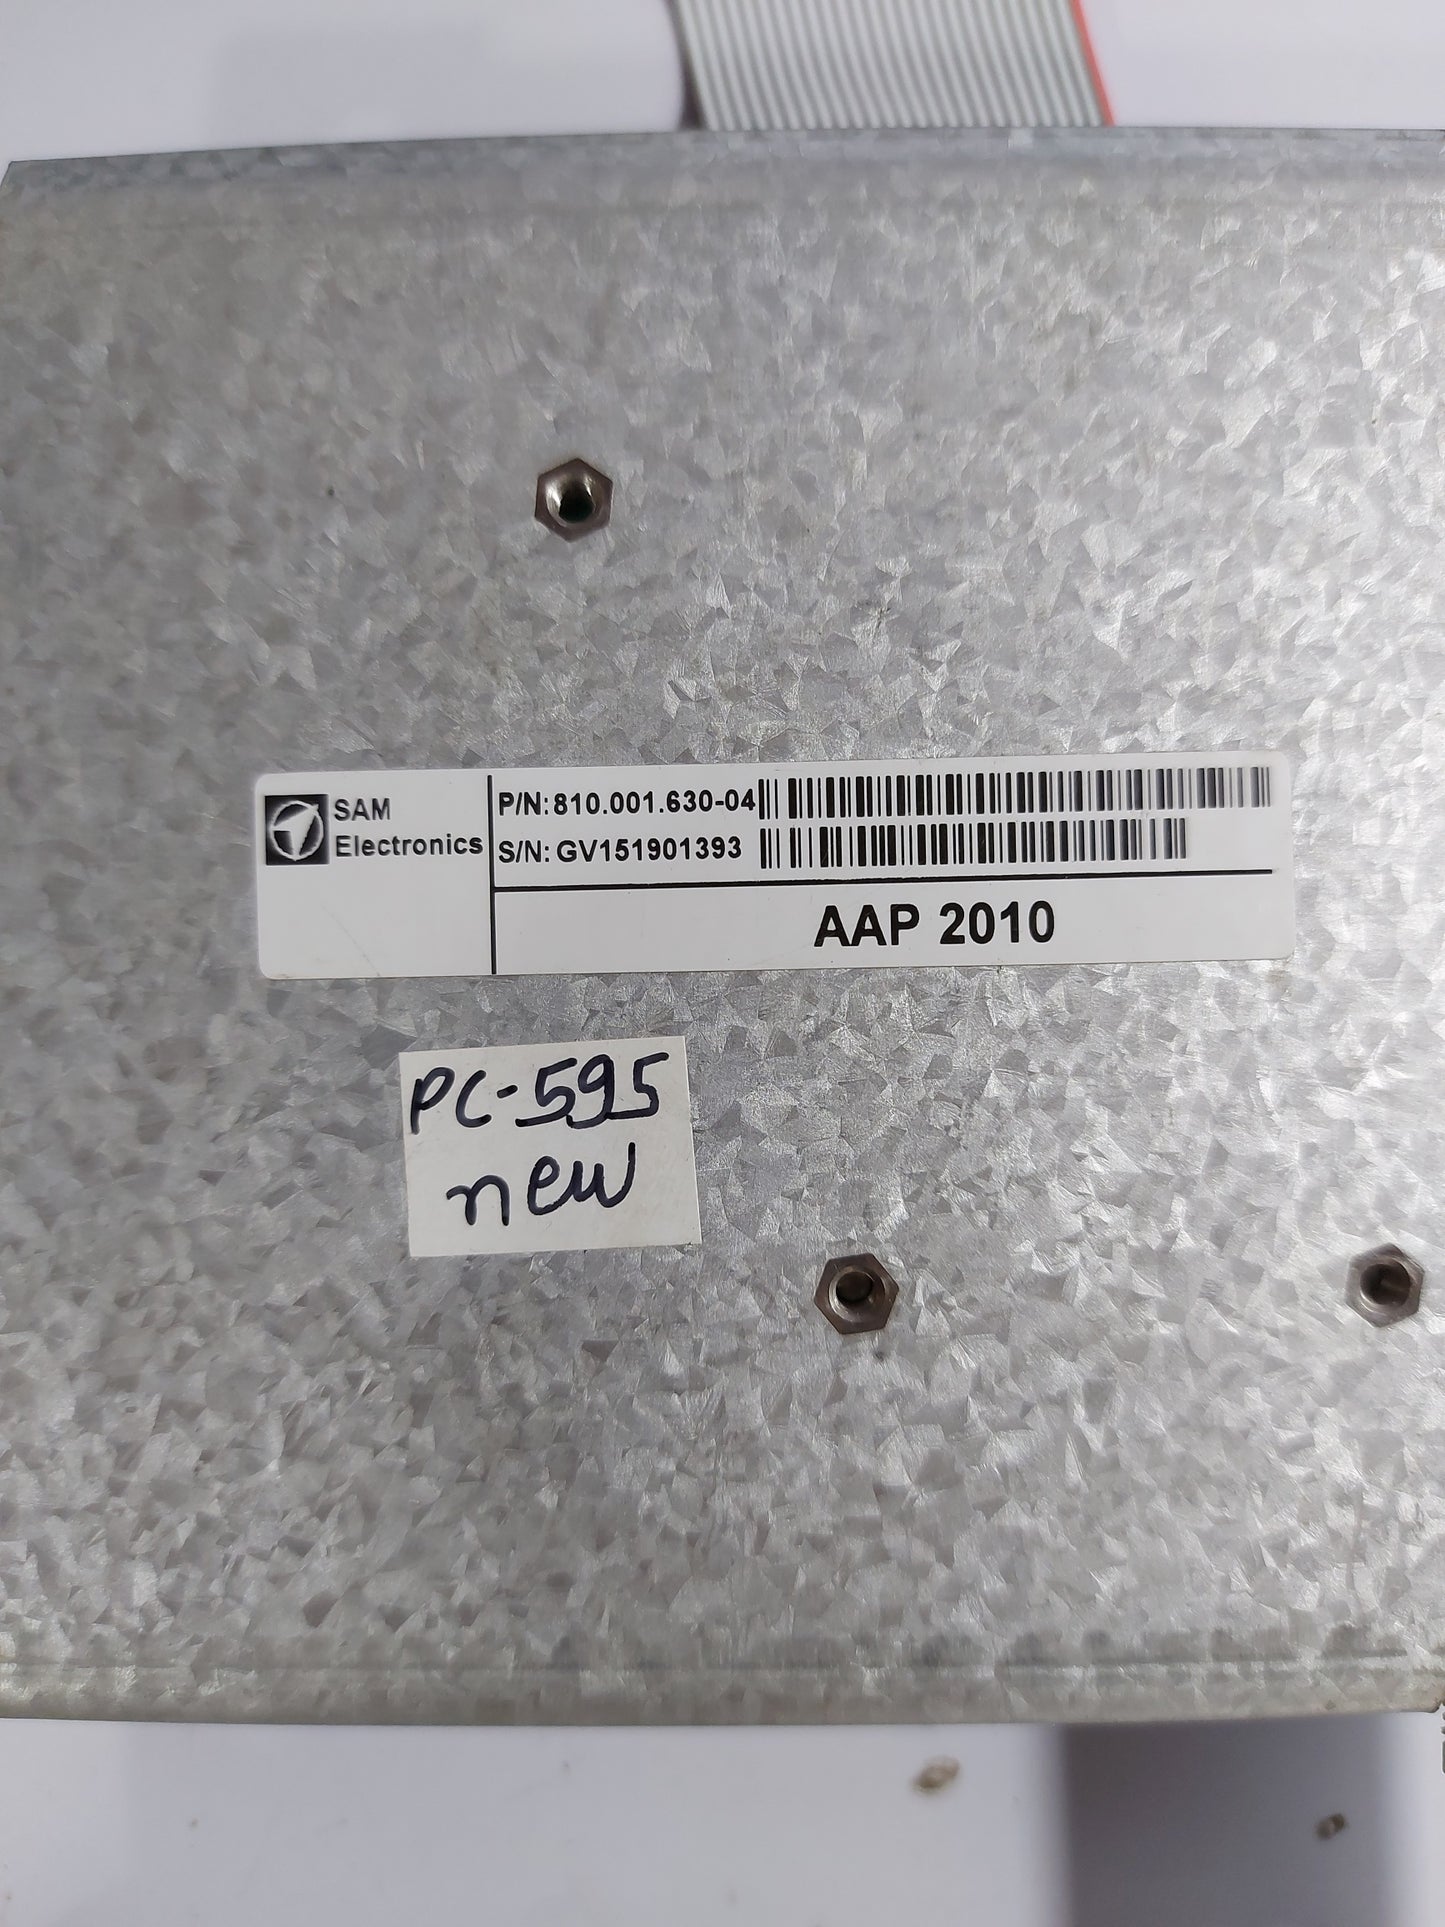 SAM
Electronics
P/N: 810.001.630-04
S/N: GV151901393
AAP 2010
PC-595
new